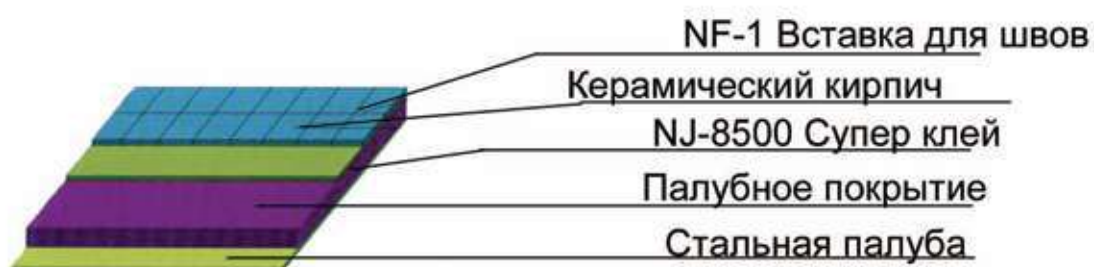 NF-1 Вставка для швов
Керамический кирпич
NJ-8500 Супер клей
Палубное покрытие
Стальная палуба